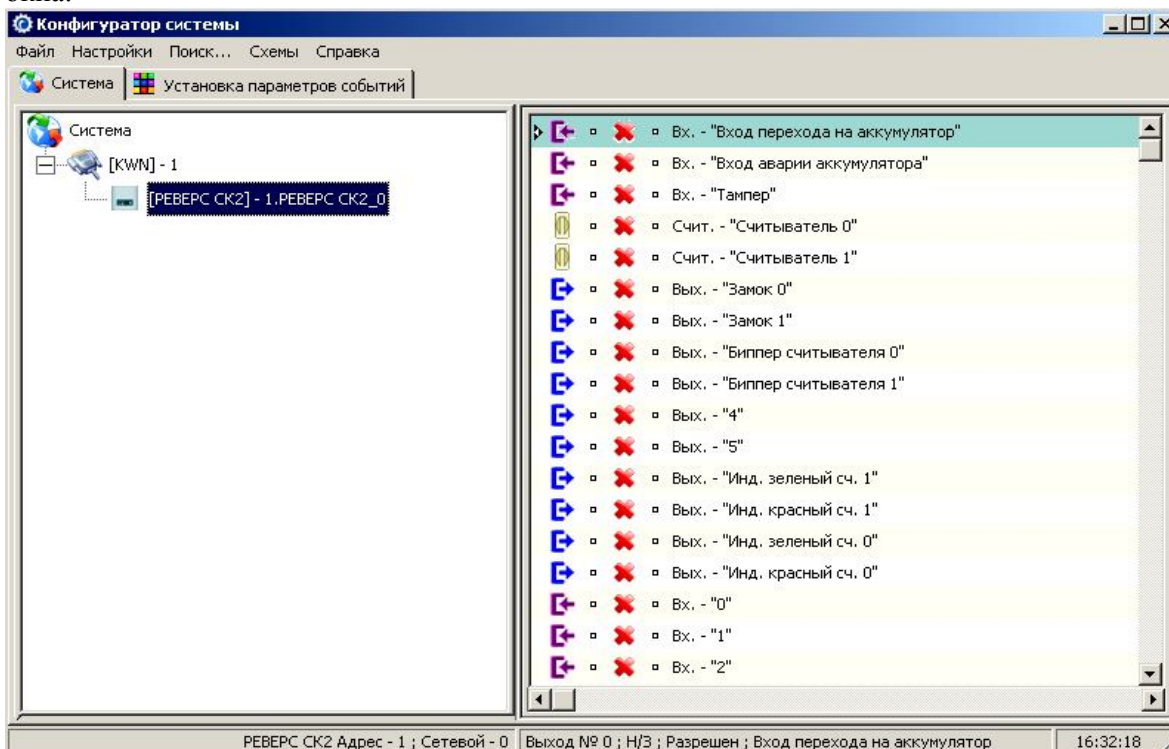 Конфигуратор системы
Файл Настройки Поиск... Схемы Справка
Система Установка параметров событий
Система
[KWN] - 1
[РЕВЕРС СК2] - 1.РЕВЕРС СК2_0
Вх. - "Вход перехода на аккумулятор"
Вх. - "Вход аварии аккумулятора"
Вх. - "Тампер"
Счит. - "Считыватель 0"
Счит. - "Считыватель 1"
Вых. - "Замок 0"
Вых. - "Замок 1"
Вых. - "Биппер считывателя 0"
Вых. - "Биппер считывателя 1"
Вых. - "4"
Вых. - "5"
Вых. - "Инд. зеленый сч. 1"
Вых. - "Инд. красный сч. 1"
Вых. - "Инд. зеленый сч. 0"
Вых. - "Инд. красный сч. 0"
Вх. - "0"
Вх. - "1"
Вх. - "2"
РЕВЕРС СК2 Адрес - 1 ; Сетевой - 0 Выход № 0 ; Н/З ; Разрешен ; Вход перехода на аккумулятор 16:32:18